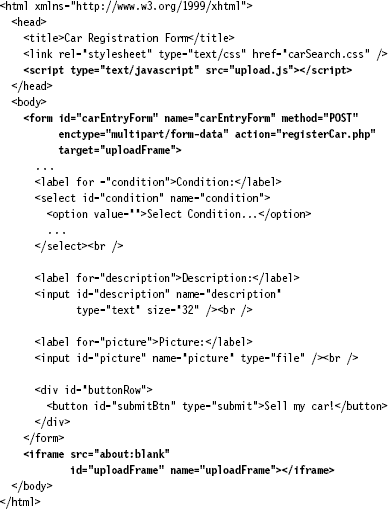 <html xmlns="http://www.w3.org/1999/xhtml">
<head>
<title>Car Registration Form</title>
<link rel="stylesheet" type="text/css" href="carSearch.css" />
<script type="text/javascript" src="upload.js"></script>
</head>
<body>
<form id="carEntryForm" name="carEntryForm" method="POST"
enctype="multipart/form-data" action="registerCar.php"
target="uploadFrame">
...
<label for ="condition">Condition:</label>
<select id="condition" name="condition">
<option value="">Select Condition...</option>
...
</select><br />
<label for="description">Description:</label>
<input id="description" name="description"
type="text" size="32" /><br />
<label for="picture">Picture:</label>
<input id="picture" name="picture" type="file" /><br />
<div id="buttonRow">
<button id="submitBtn" type="submit">Sell my car!</button>
</div>
</form>
<iframe src="about:blank"
id="uploadFrame" name="uploadFrame"></iframe>
</body>
</html>